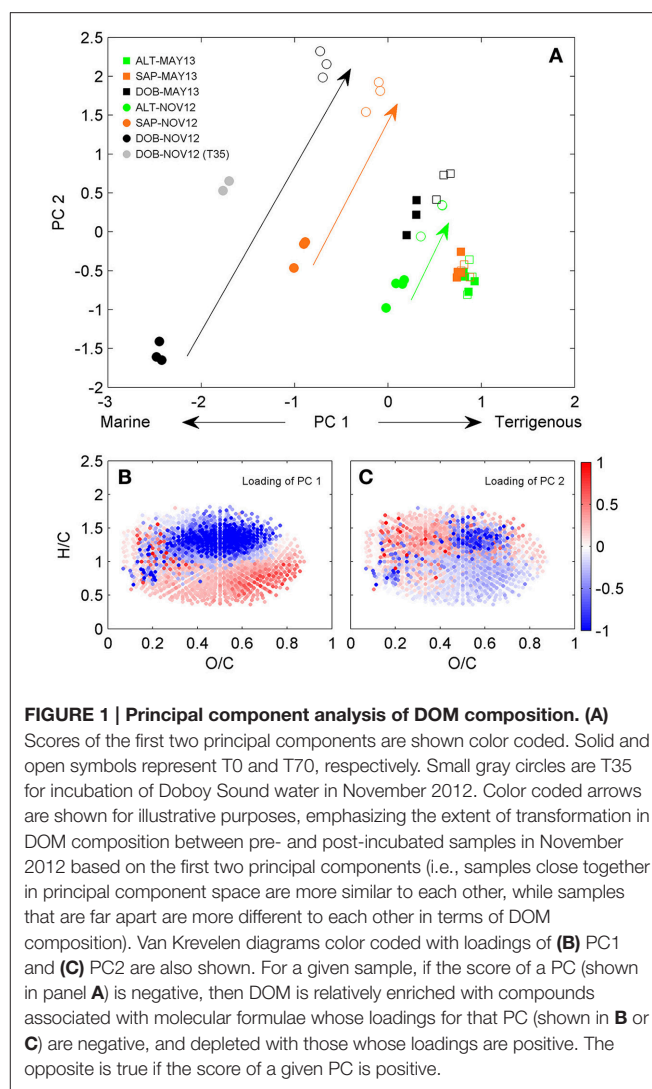 A
ALT-MAY13
SAP-MAY13
DOB-MAY13
ALT-NOV12
SAP-NOV12
DOB-NOV12
DOB-NOV12 (T35)
2.5
2
1.5
1
0.5
0
-0.5
-1
-1.5
-2
PC 2
-3 -2 -1 0 1 2
Marine PC 1 Terrigenous
B
Loading of PC 1
2.5
2
1.5
1
0.5
0
H/C
0 0.2 0.4 0.6 0.8 1
O/C
C
Loading of PC 2
0 0.2 0.4 0.6 0.8 1
O/C
1
0.5
0
-0.5
-1
FIGURE 1 | Principal component analysis of DOM composition. (A)
Scores of the first two principal components are shown color coded. Solid and
open symbols represent T0 and T70, respectively. Small gray circles are T35
for incubation of Doboy Sound water in November 2012. Color coded arrows
are shown for illustrative purposes, emphasizing the extent of transformation in
DOM composition between pre- and post-incubated samples in November
2012 based on the first two principal components (i.e., samples close together
in principal component space are more similar to each other, while samples
that are far apart are more different to each other in terms of DOM
composition). Van Krevelen diagrams color coded with loadings of (B) PC1
and (C) PC2 are also shown. For a given sample, if the score of a PC (shown
in panel A) is negative, then DOM is relatively enriched with compounds
associated with molecular formulae whose loadings for that PC (shown in B or
C) are negative, and depleted with those whose loadings are positive. The
opposite is true if the score of a given PC is positive.